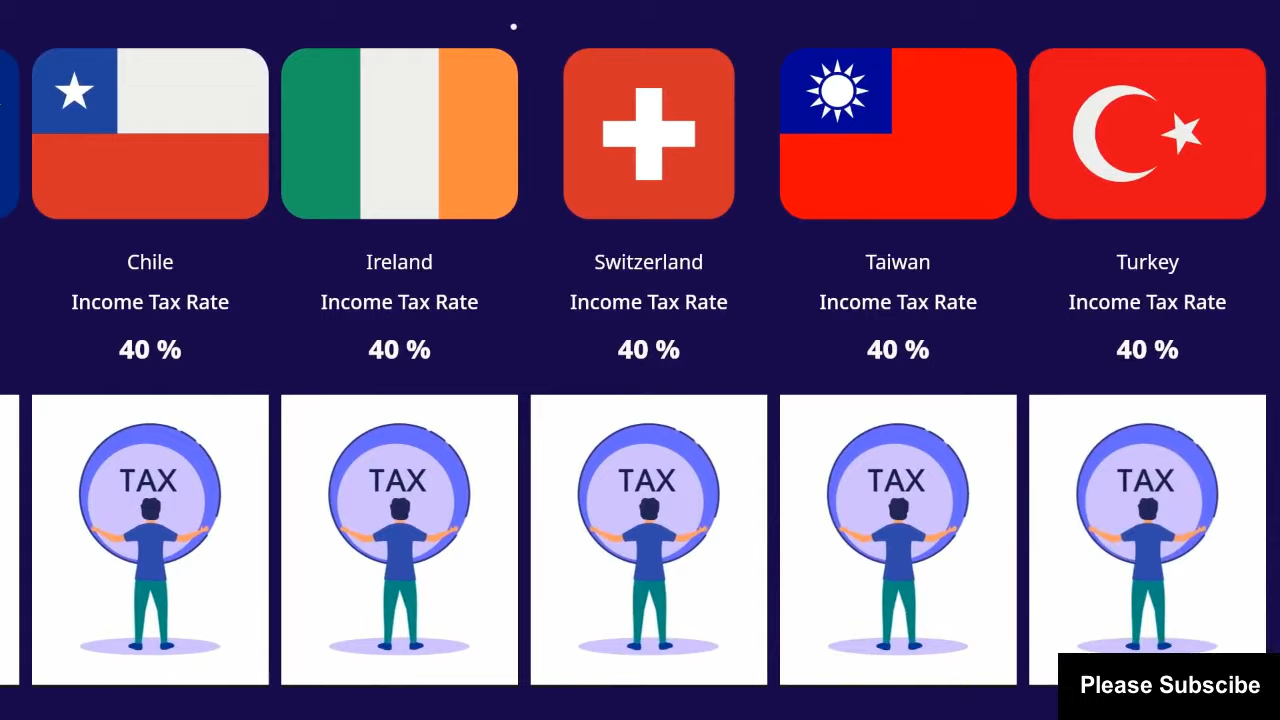 Chile
Income Tax Rate
40 %
Ireland
Income Tax Rate
40 %
Switzerland
Income Tax Rate
40 %
Taiwan
Income Tax Rate
40 %
Turkey
Income Tax Rate
40 %
TAX
TAX
TAX
TAX
TAX
Please Subscibe